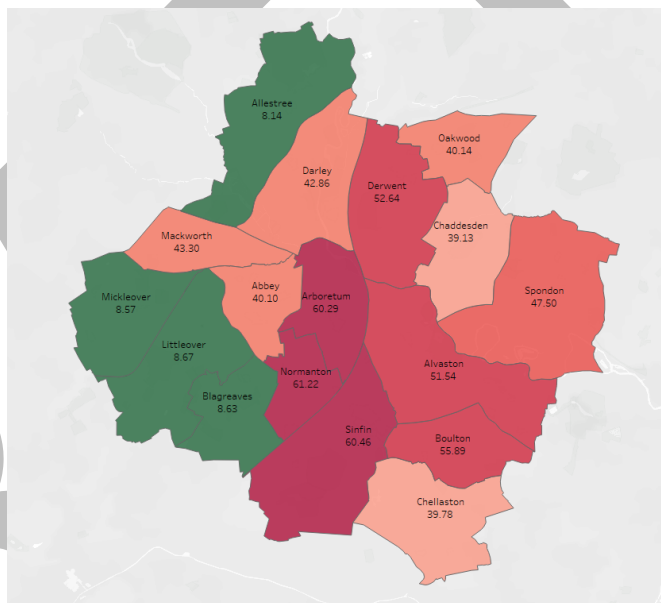 Allestree
8.14
Oakwood
40.14
Darley
42.86
Derwent
52.64
Chaddesden
39.13
Mackworth
43.30
Spondon
47.50
Mickleover
8.57
Abbey
40.10
Arboretum
60.29
Littleover
8.67
Alvaston
51.54
Normanton
61.22
Blagreaves
8.63
Sinfin
60.46
Boulton
55.89
Chellaston
39.78